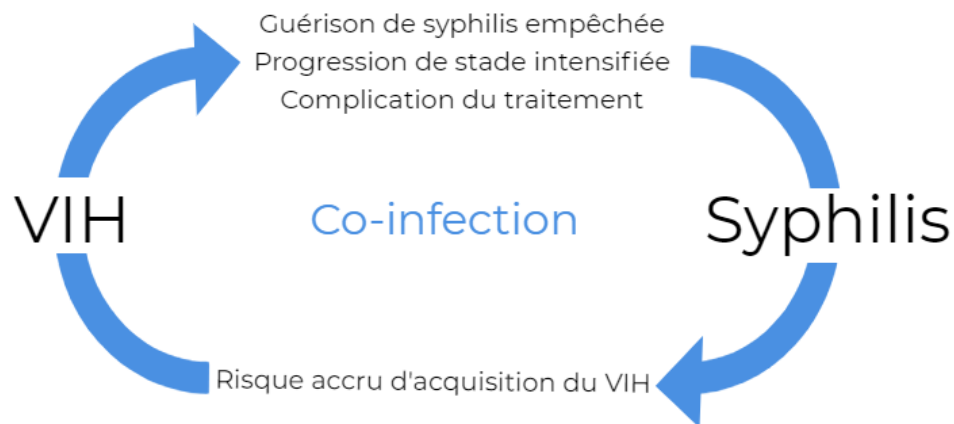 Guérison de syphilis empêchée
Progression de stade intensifiée
Complication du traitement
VIH
Co-infection
Syphilis
Risque accru d'acquisition du VIH